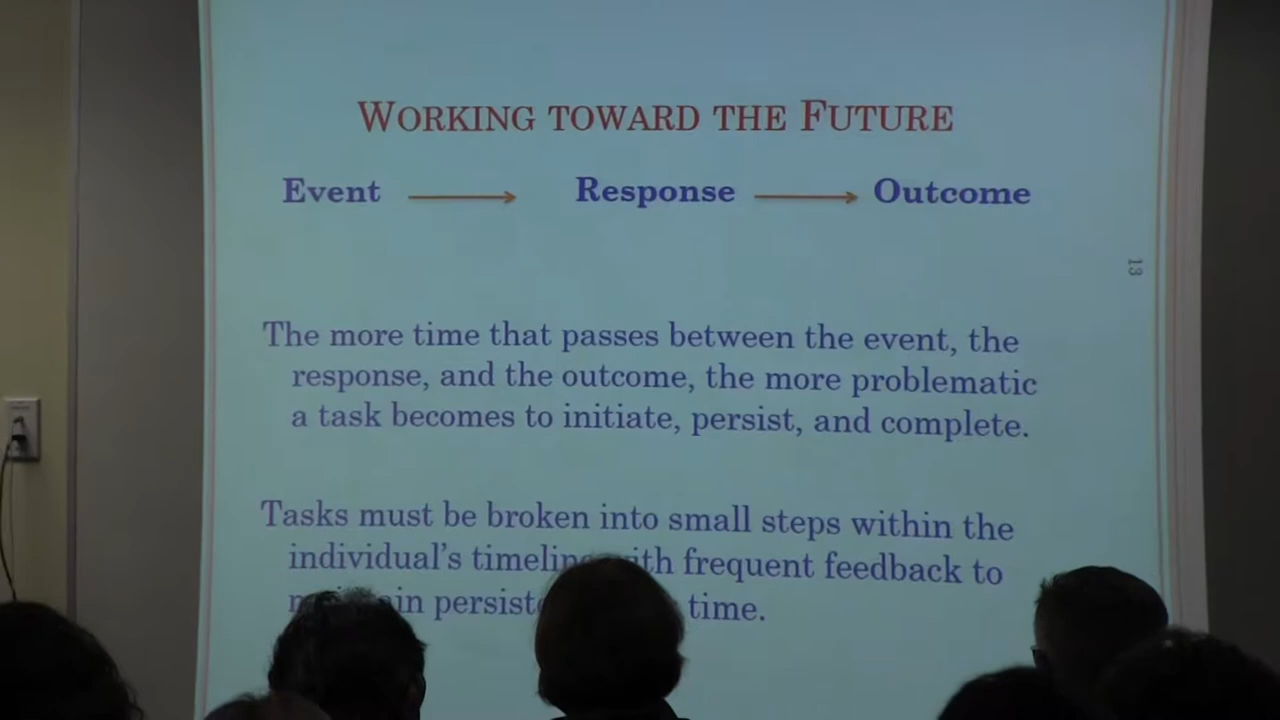 WORKING TOWARD THE FUTURE
Event Response Outcome
13
The more time that passes between the event, the
response, and the outcome, the more problematic
a task becomes to initiate, persist, and complete.
Tasks must be broken into small steps within the
individual's timeline with frequent feedback to
time.